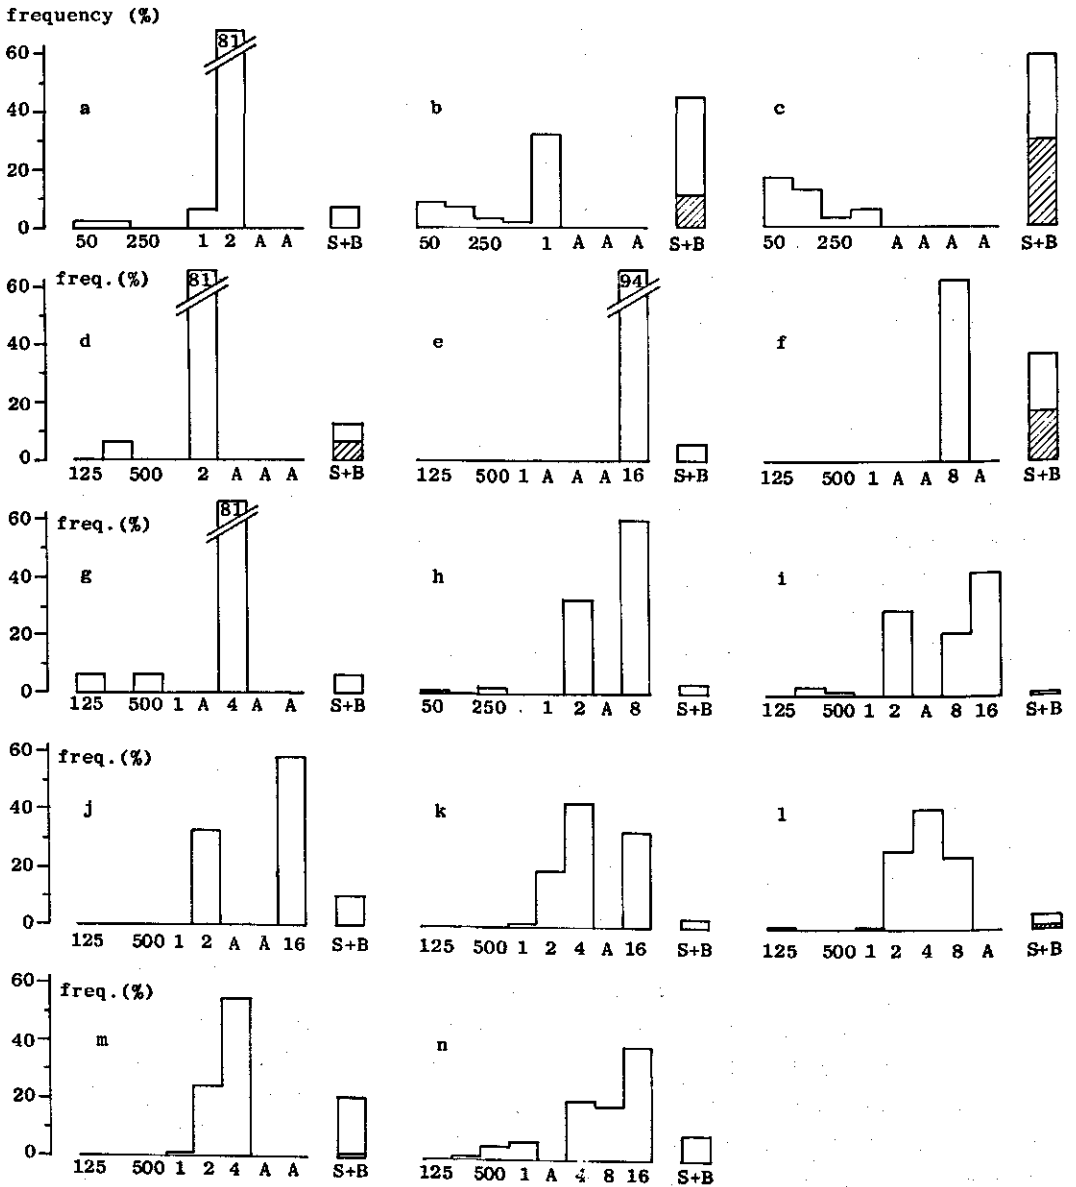 frequency (%)
60 81
40 a b c
20
0
50 250 1 2 A A S+B 50 250 1 A A A S+B 50 250 A A A A S+B
60 freq.(%) 81 94
40 d e f
20
0
125 500 2 A A A S+B 125 500 1 A A A 16 S+B 125 500 1 A A 8 A S+B
60 freq.(%) 81
40 g h i
20
0
125 500 1 A 4 A A S+B 50 250 1 2 A 8 S+B 125 500 1 2 A 8 16 S+B
60 freq.(%)
40 j k l
20
0
125 500 1 2 A A 16 S+B 125 500 1 2 4 A 16 S+B 125 500 1 2 4 8 A S+B
60 freq.(%)
40 m n
20
0
125 500 1 2 4 A A S+B 125 500 1 A 4 8 16 S+B